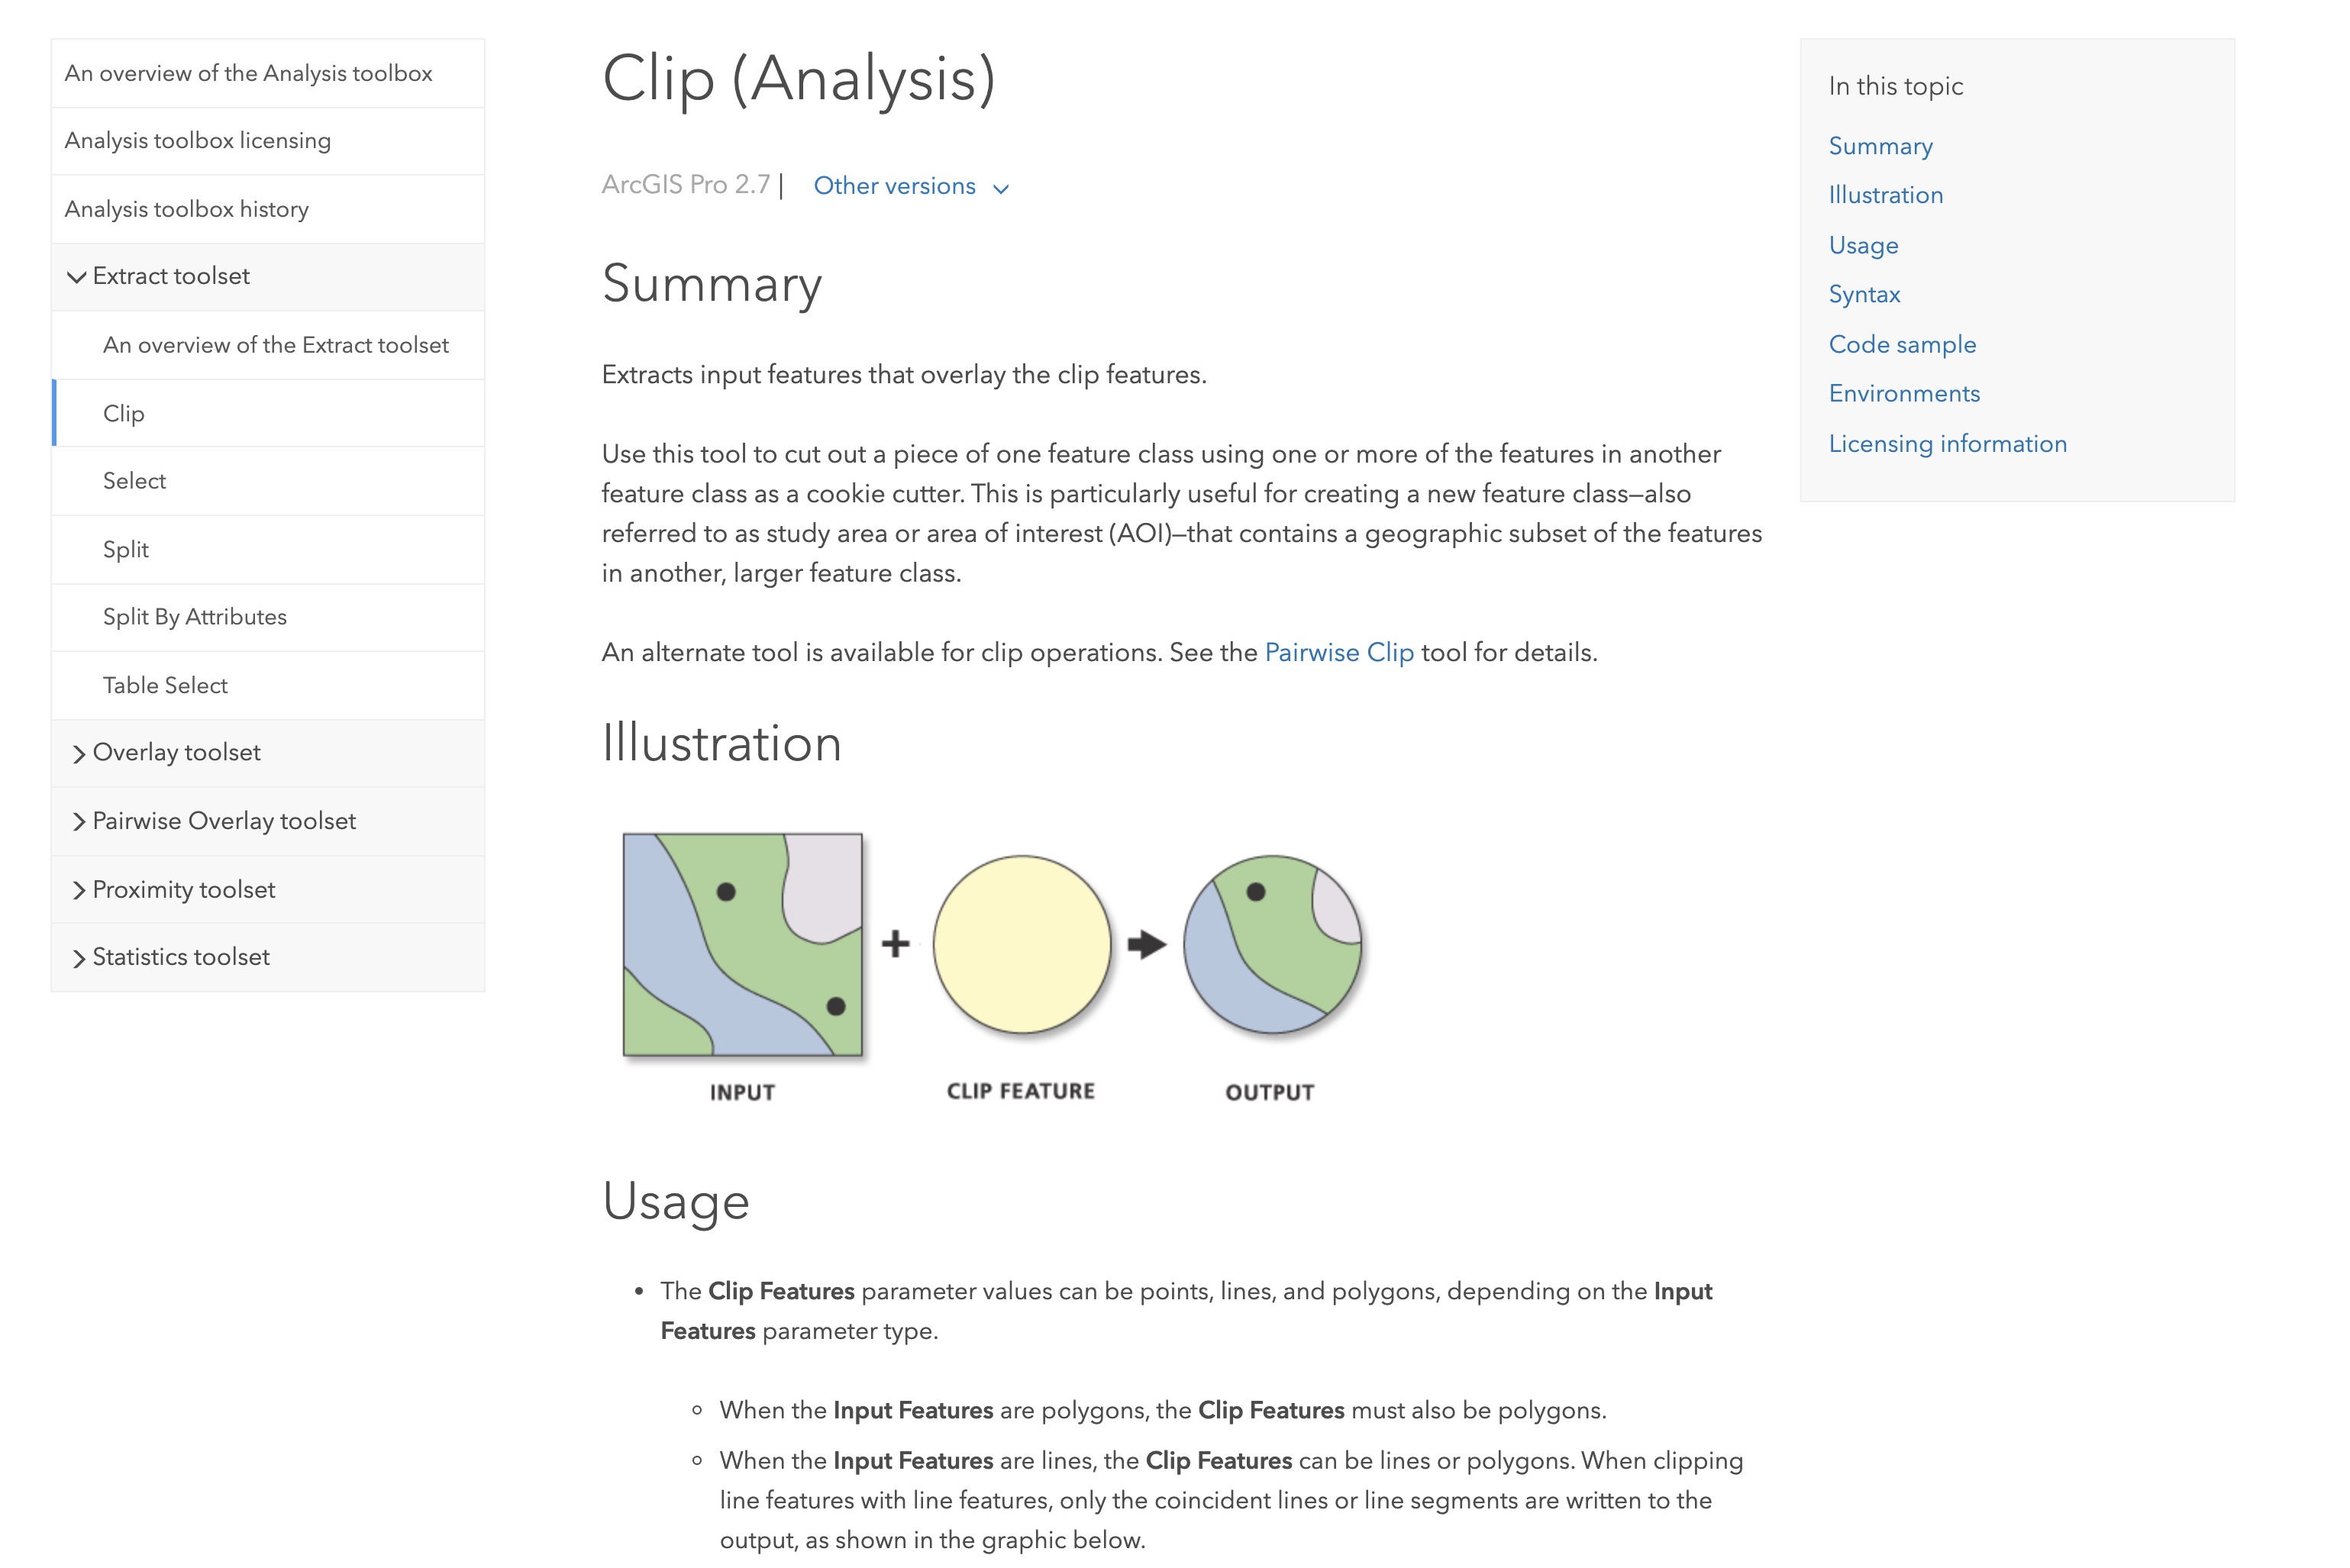 An overview of the Analysis toolbox
Analysis toolbox licensing
Analysis toolbox history
Extract toolset
An overview of the Extract toolset
Clip
Select
Split
Split By Attributes
Table Select
Overlay toolset
Pairwise Overlay toolset
Proximity toolset
Statistics toolset
Clip (Analysis)
ArcGIS Pro 2.7 | Other versions
Summary
Extracts input features that overlay the clip features.
Use this tool to cut out a piece of one feature class using one or more of the features in another
feature class as a cookie cutter. This is particularly useful for creating a new feature class—also
referred to as study area or area of interest (AOI)—that contains a geographic subset of the features
in another, larger feature class.
An alternate tool is available for clip operations. See the Pairwise Clip tool for details.
Illustration
INPUT
CLIP FEATURE
OUTPUT
Usage
• The Clip Features parameter values can be points, lines, and polygons, depending on the Input
Features parameter type.
◦ When the Input Features are polygons, the Clip Features must also be polygons.
◦ When the Input Features are lines, the Clip Features can be lines or polygons. When clipping
line features with line features, only the coincident lines or line segments are written to the
output, as shown in the graphic below.
In this topic
Summary
Illustration
Usage
Syntax
Code sample
Environments
Licensing information